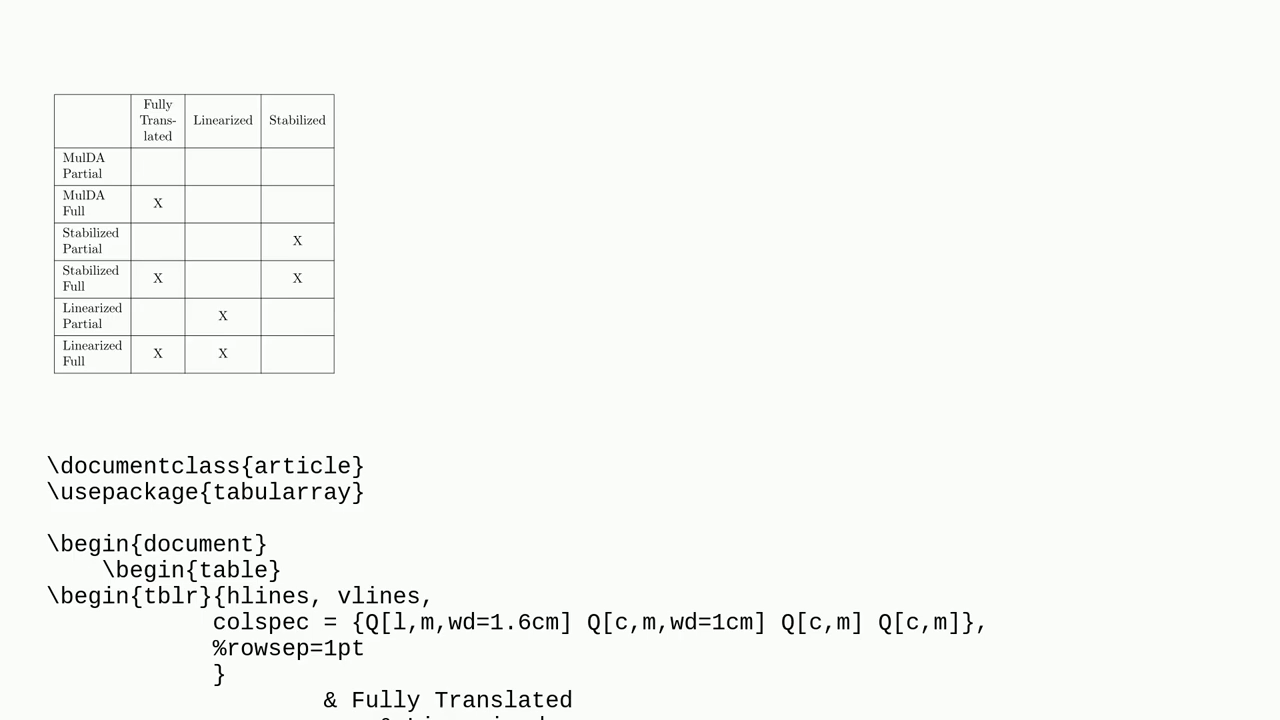 Fully
Trans-
lated
Linearized
Stabilized
MulDA
Partial
MulDA
Full
X
Stabilized
Partial
X
Stabilized
Full
X
X
Linearized
Partial
X
Linearized
Full
X
X
\documentclass{article}
\usepackage{tabularray}
\begin{document}
\begin{table}
\begin{tblr}{hlines, vlines,
colspec = {Q[l,m,wd=1.6cm] Q[c,m,wd=1cm] Q[c,m] Q[c,m]},
%rowsep=1pt
}
& Fully Translated